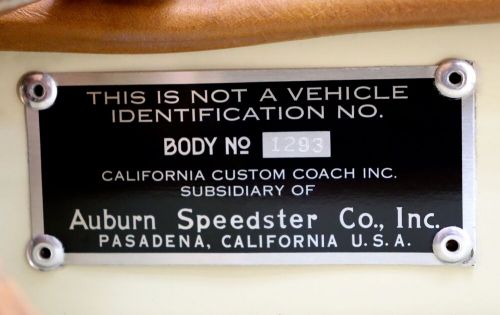 THIS IS NOT A VEHICLE
IDENTIFICATION NO.
BODY Nº 1293
CALIFORNIA CUSTOM COACH INC.
SUBSIDIARY OF
Auburn Speedster Co., Inc.
PASADENA, CALIFORNIA U.S.A.